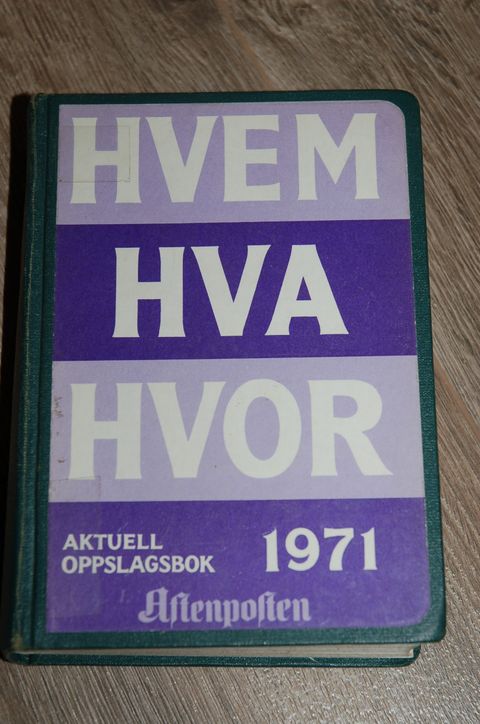 HVEM
HVA
HVOR
AKTUELL
OPPSLAGSBOK
1971
Aftenposten